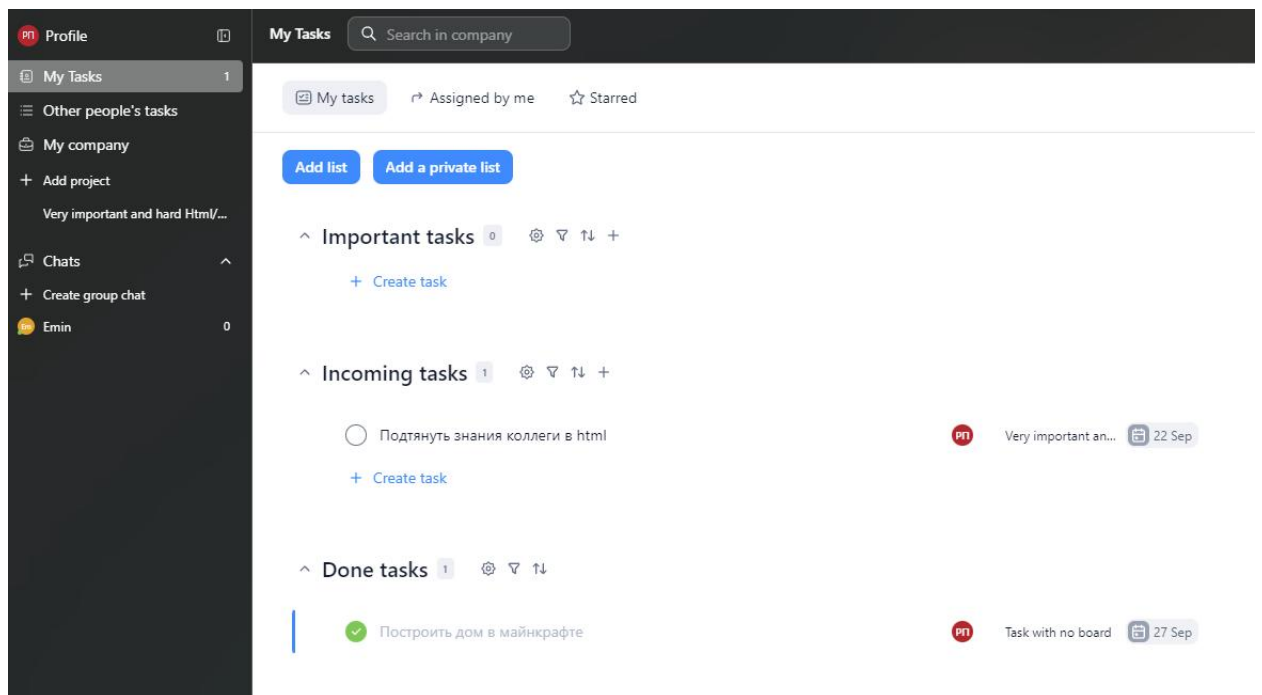 РП Profile
My Tasks 1
Other people's tasks
My company
+ Add project
Very important and hard Html/...
Chats
+ Create group chat
Em Emin 0
My Tasks Search in company
My tasks Assigned by me Starred
Add list Add a private list
Important tasks 0 +
+ Create task
Incoming tasks 1 +
Подтянуть знания коллеги в html РП Very important an... 22 Sep
+ Create task
Done tasks 1
Построить дом в майнкрафте РП Task with no board 27 Sep